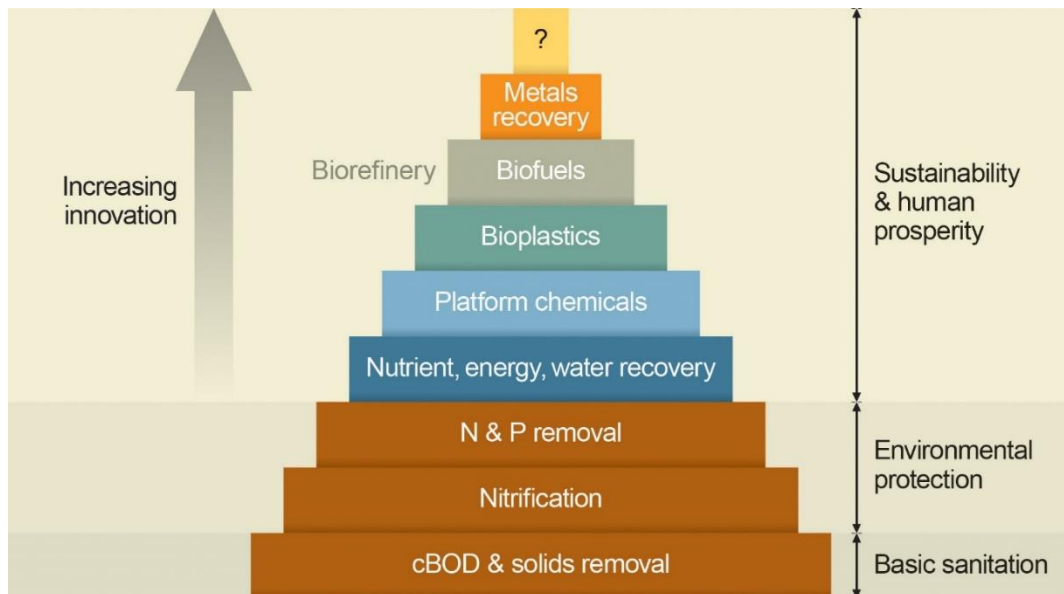 ?
Metals
recovery
Biorefinery
Biofuels
Increasing
innovation
Bioplastics
Platform chemicals
Nutrient, energy, water recovery
Sustainability
& human
prosperity
N & P removal
Nitrification
Environmental
protection
cBOD & solids removal
Basic sanitation